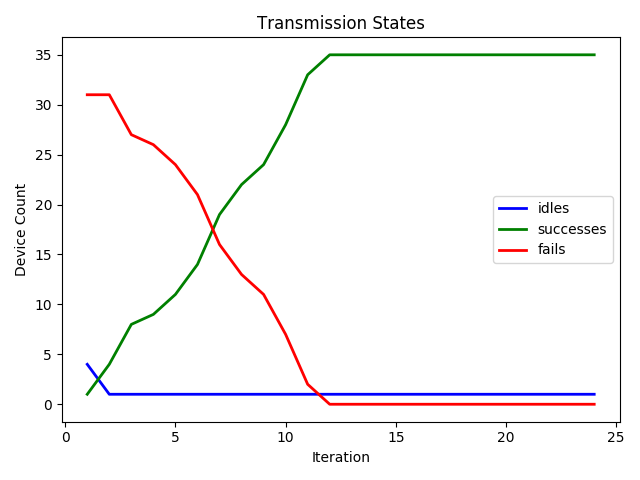 Transmission States
35
30
25
20
15
10
5
0
Device Count
idles
successes
fails
0 5 10 15 20 25
Iteration